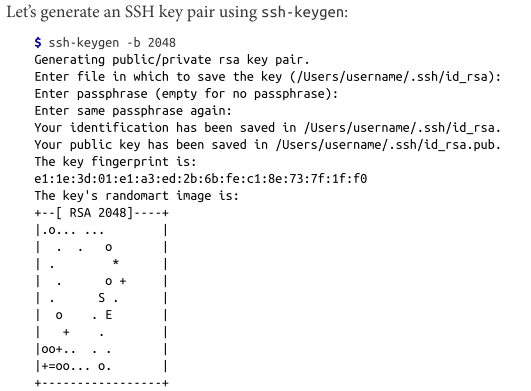 Let’s generate an SSH key pair using ssh-keygen:
$ ssh-keygen -b 2048
Generating public/private rsa key pair.
Enter file in which to save the key (/Users/username/.ssh/id_rsa):
Enter passphrase (empty for no passphrase):
Enter same passphrase again:
Your identification has been saved in /Users/username/.ssh/id_rsa.
Your public key has been saved in /Users/username/.ssh/id_rsa.pub.
The key fingerprint is:
e1:1e:3d:01:e1:a3:ed:2b:6b:fe:c1:8e:73:7f:1f:f0
The key's randomart image is:
+--[ RSA 2048]----+
|.o... ...        |
|  .  .   o       |
| .        *      |
|  .      o +     |
| .      S .      |
|  o    . E       |
|   +    .        |
|oo+..  . .       |
|+=oo... o.       |
+-----------------+